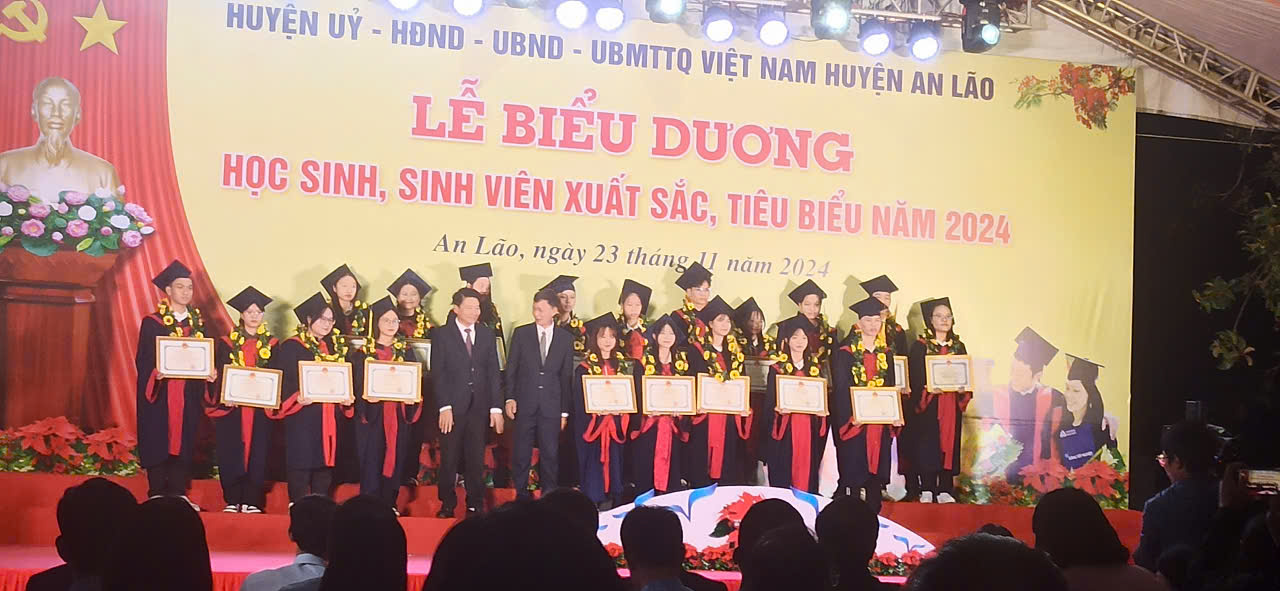 HUYỆN UỶ - HĐND - UBND - UBMTTQ VIỆT NAM HUYỆN AN LÃO
LỄ BIỂU DƯƠNG
HỌC SINH, SINH VIÊN XUẤT SẮC, TIÊU BIỂU NĂM 2024
An Lão, ngày 23 tháng 11 năm 2024